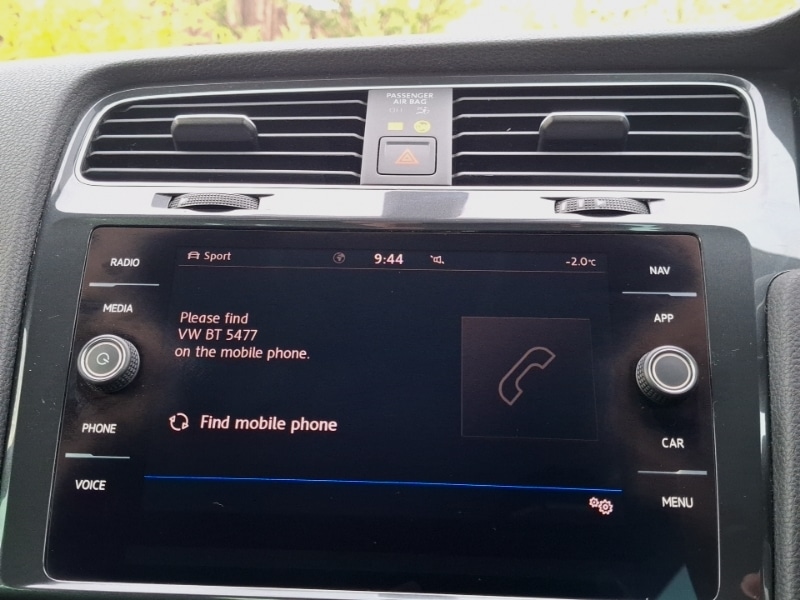 PASSENGER
AIR BAG
RADIO
MEDIA
PHONE
VOICE
Sport
9:44
-2.0°C
Please find
VW BT 5477
on the mobile phone.
Find mobile phone
NAV
APP
CAR
MENU